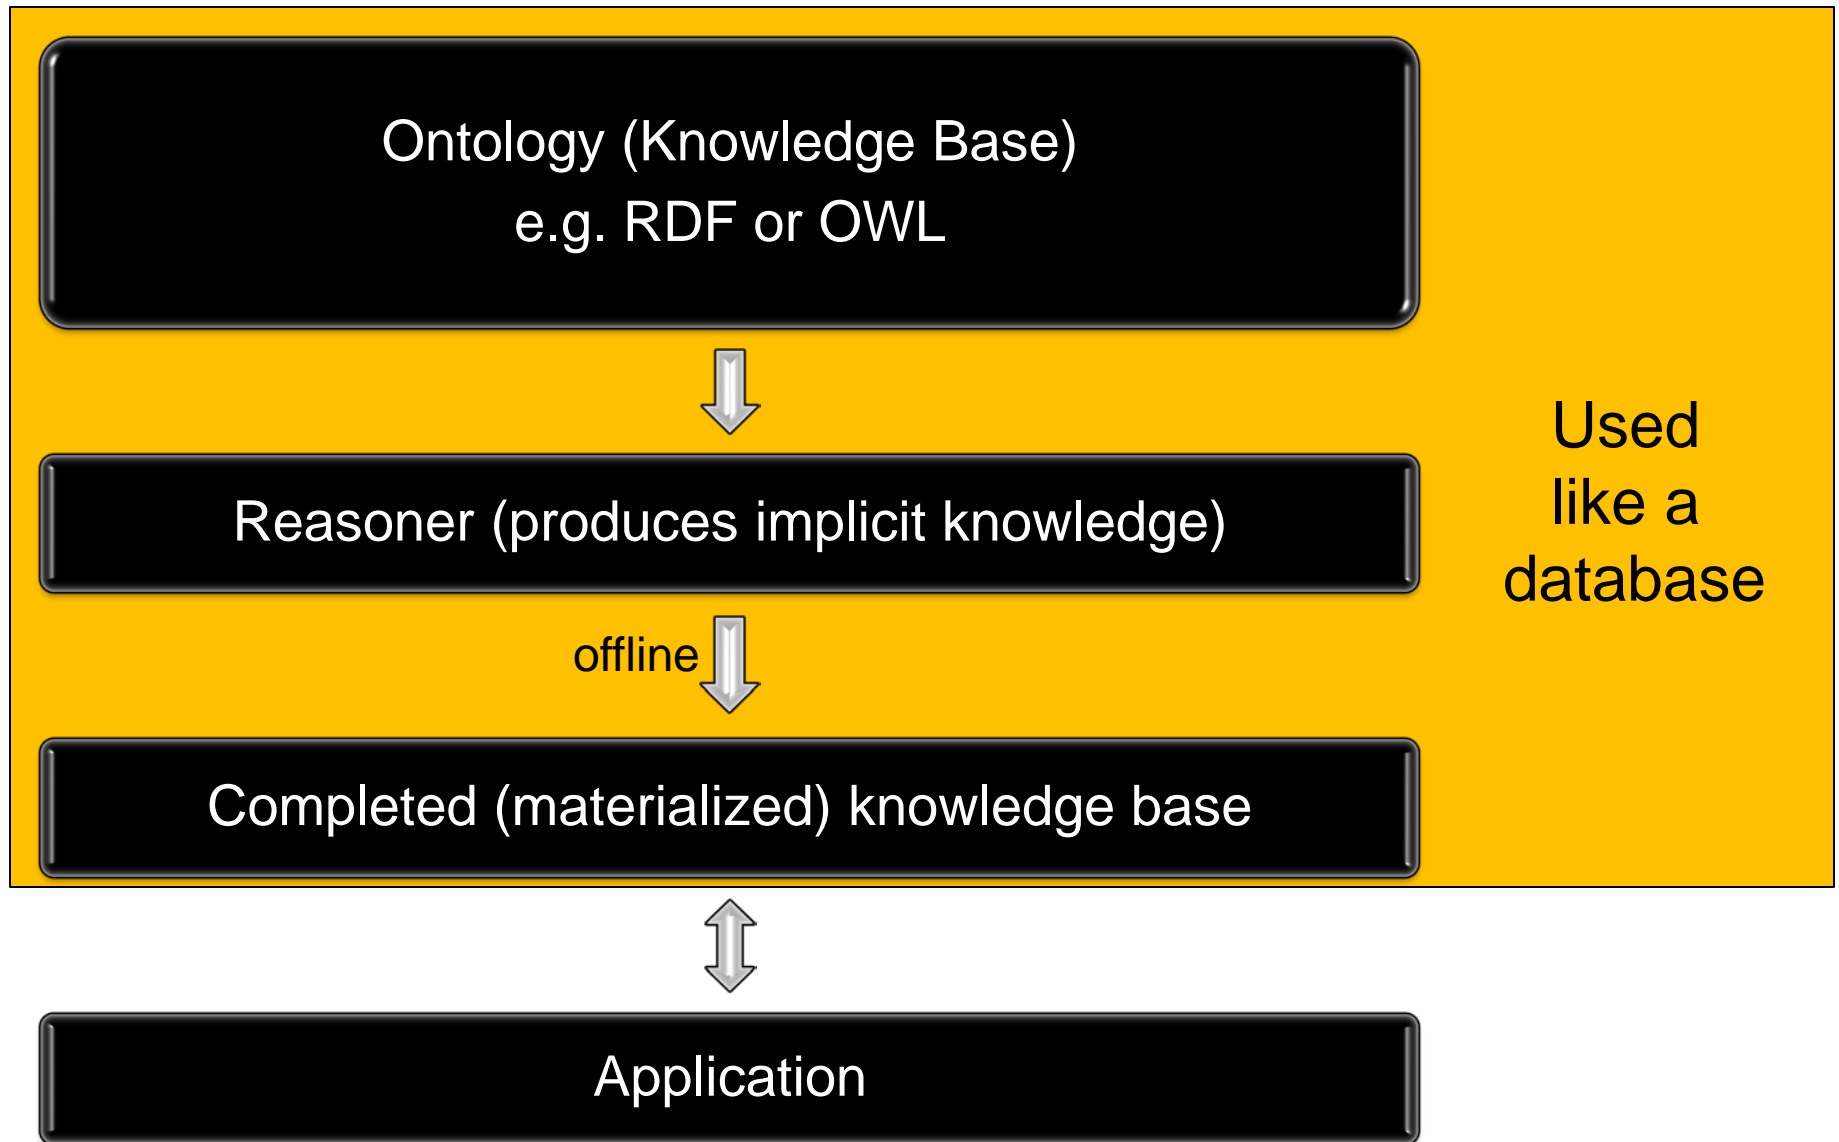 Ontology (Knowledge Base)
e.g. RDF or OWL
Reasoner (produces implicit knowledge)
offline
Completed (materialized) knowledge base
Used
like a
database
Application